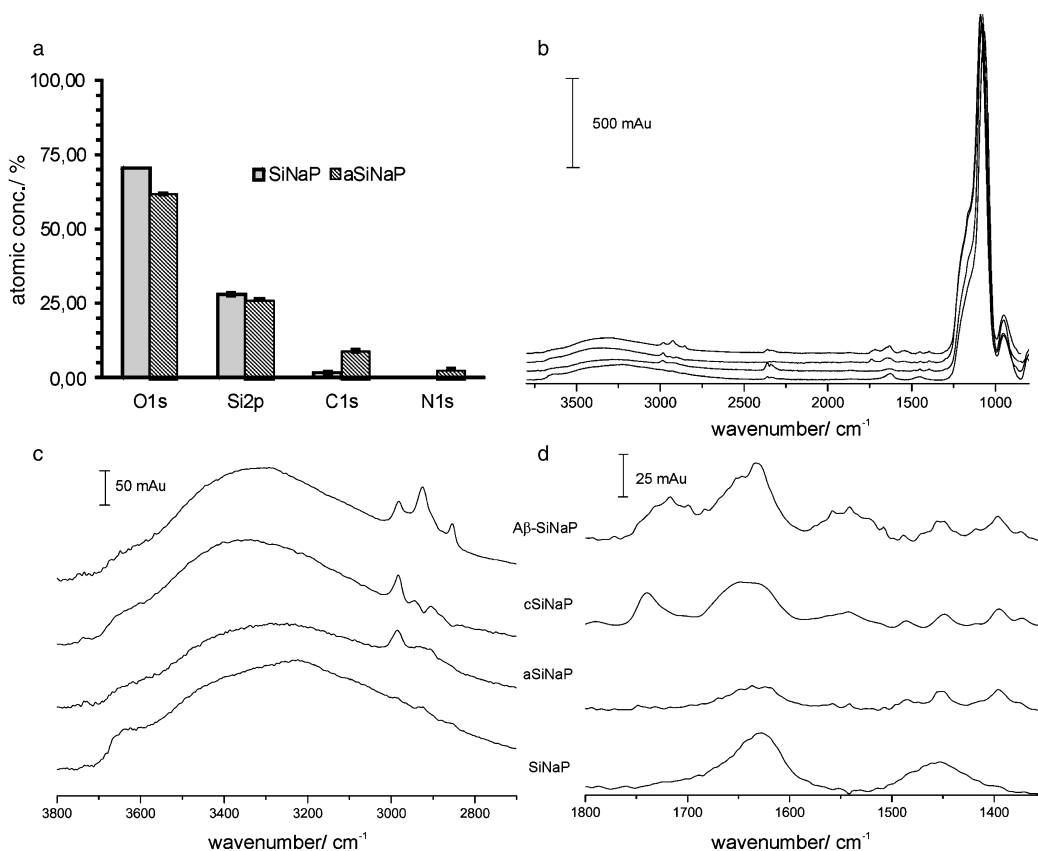 a
100,00
75,00
50,00
25,00
0,00
atomic conc./ %
SiNaP aSiNaP
O1s Si2p C1s N1s
b
500 mAu
3500 3000 2500 2000 1500 1000
wavenumber/ cm-1
c
50 mAu
3800 3600 3400 3200 3000 2800
wavenumber/ cm-1
d
25 mAu
Aβ-SiNaP
cSiNaP
aSiNaP
SiNaP
1800 1700 1600 1500 1400
wavenumber/ cm-1